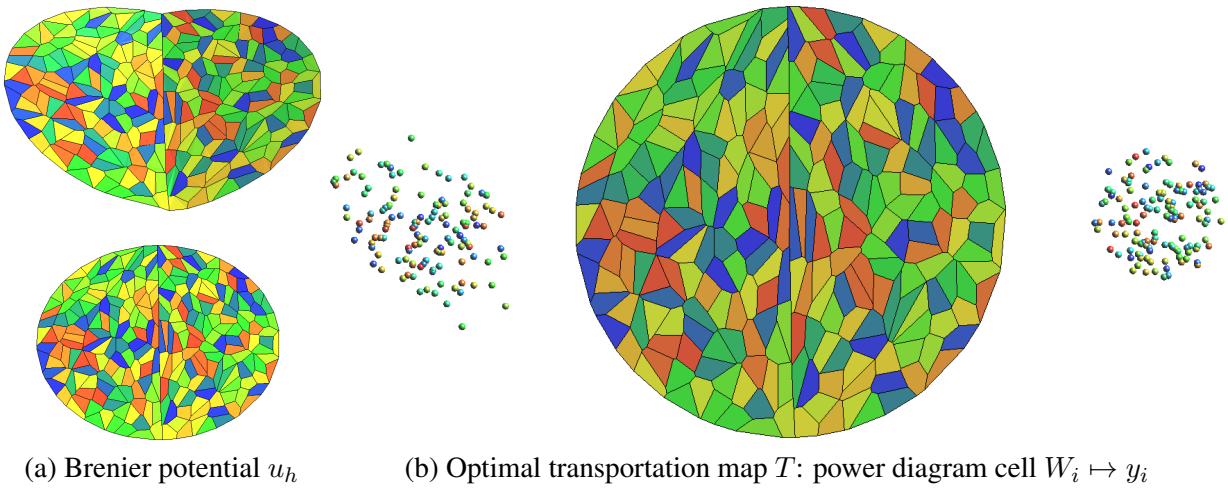 (a) Brenier potential u_h
(b) Optimal transportation map T: power diagram cell W_i ↦ y_i